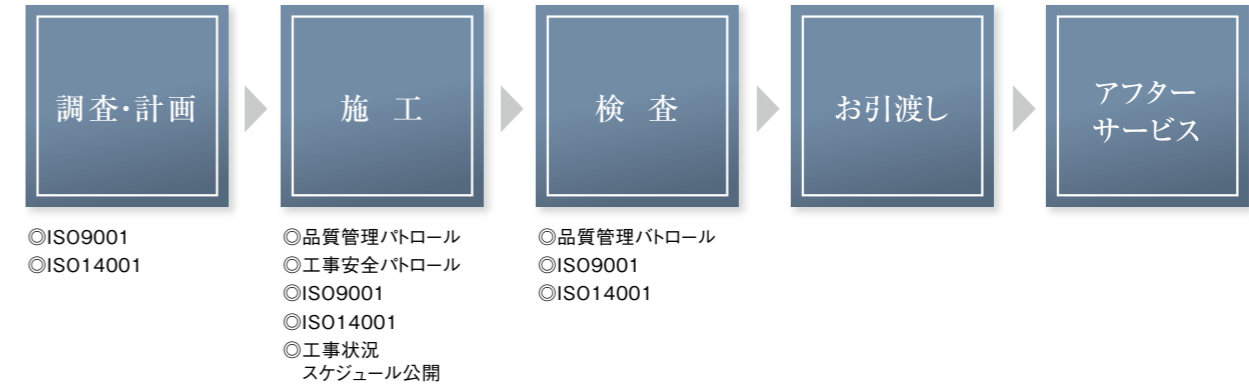 調査・計画
◎ISO9001
◎ISO14001
施 工
◎品質管理パトロール
◎工事安全パトロール
◎ISO9001
◎ISO14001
◎工事状況
スケジュール公開
検 査
◎品質管理バトロール
◎ISO9001
◎ISO14001
お引渡し
アフター
サービス